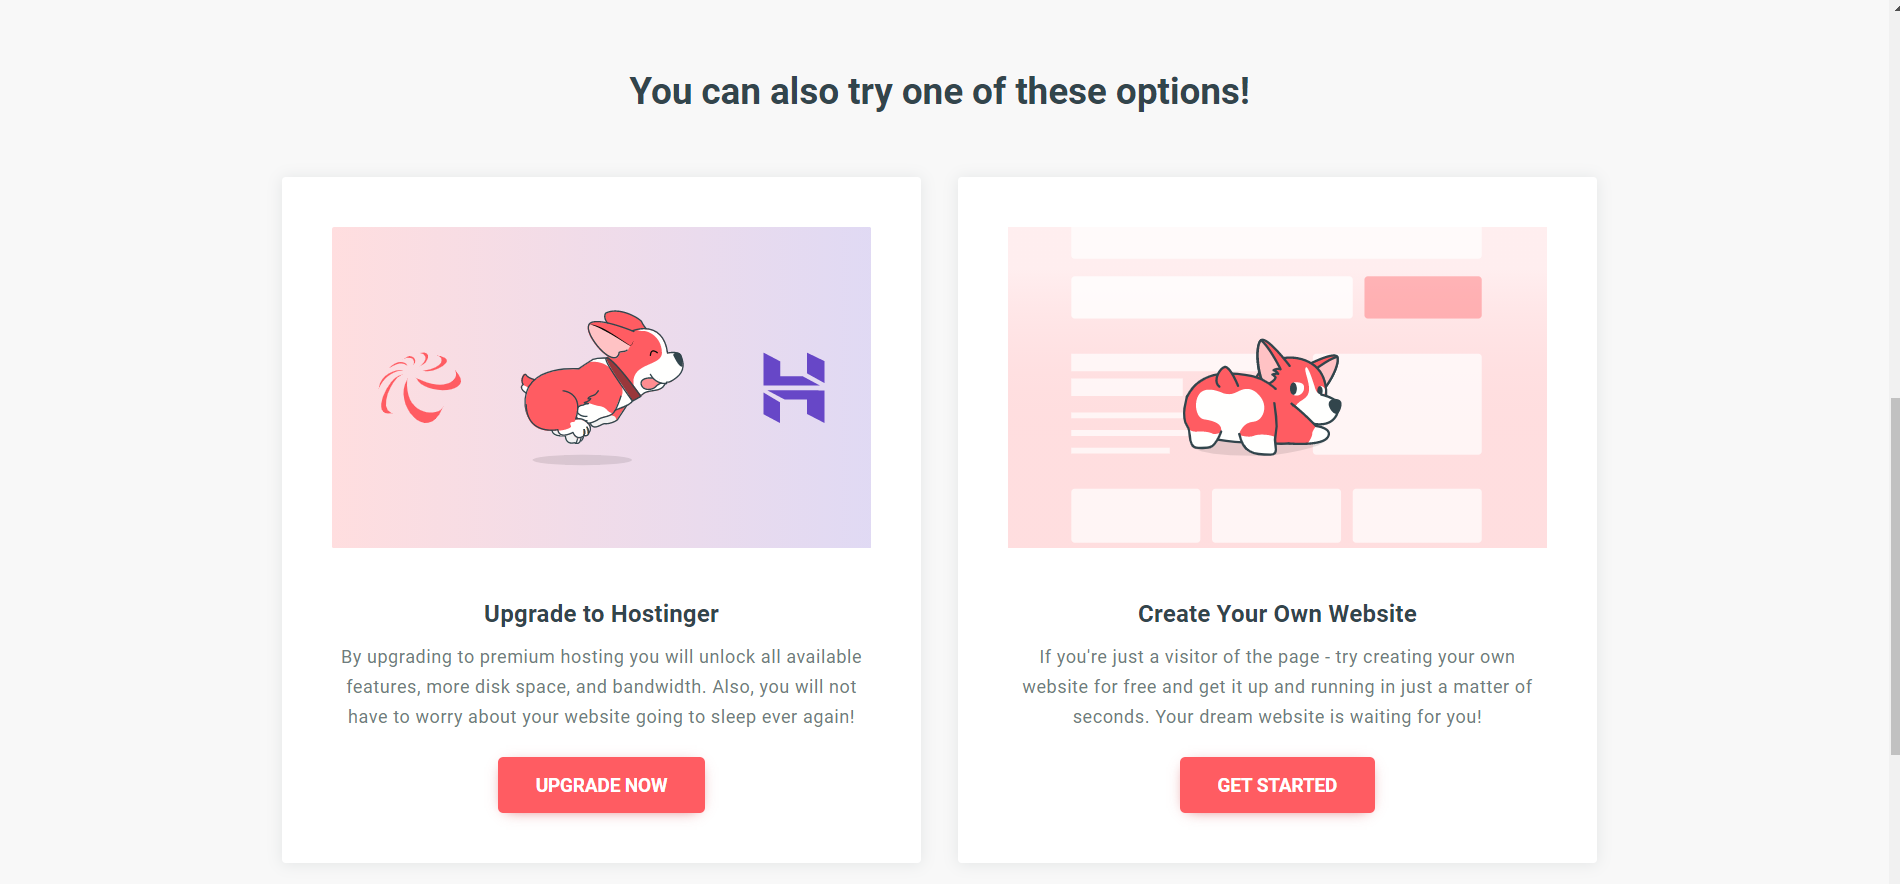 You can also try one of these options!
Upgrade to Hostinger
By upgrading to premium hosting you will unlock all available
features, more disk space, and bandwidth. Also, you will not
have to worry about your website going to sleep ever again!
UPGRADE NOW
Create Your Own Website
If you're just a visitor of the page - try creating your own
website for free and get it up and running in just a matter of
seconds. Your dream website is waiting for you!
GET STARTED